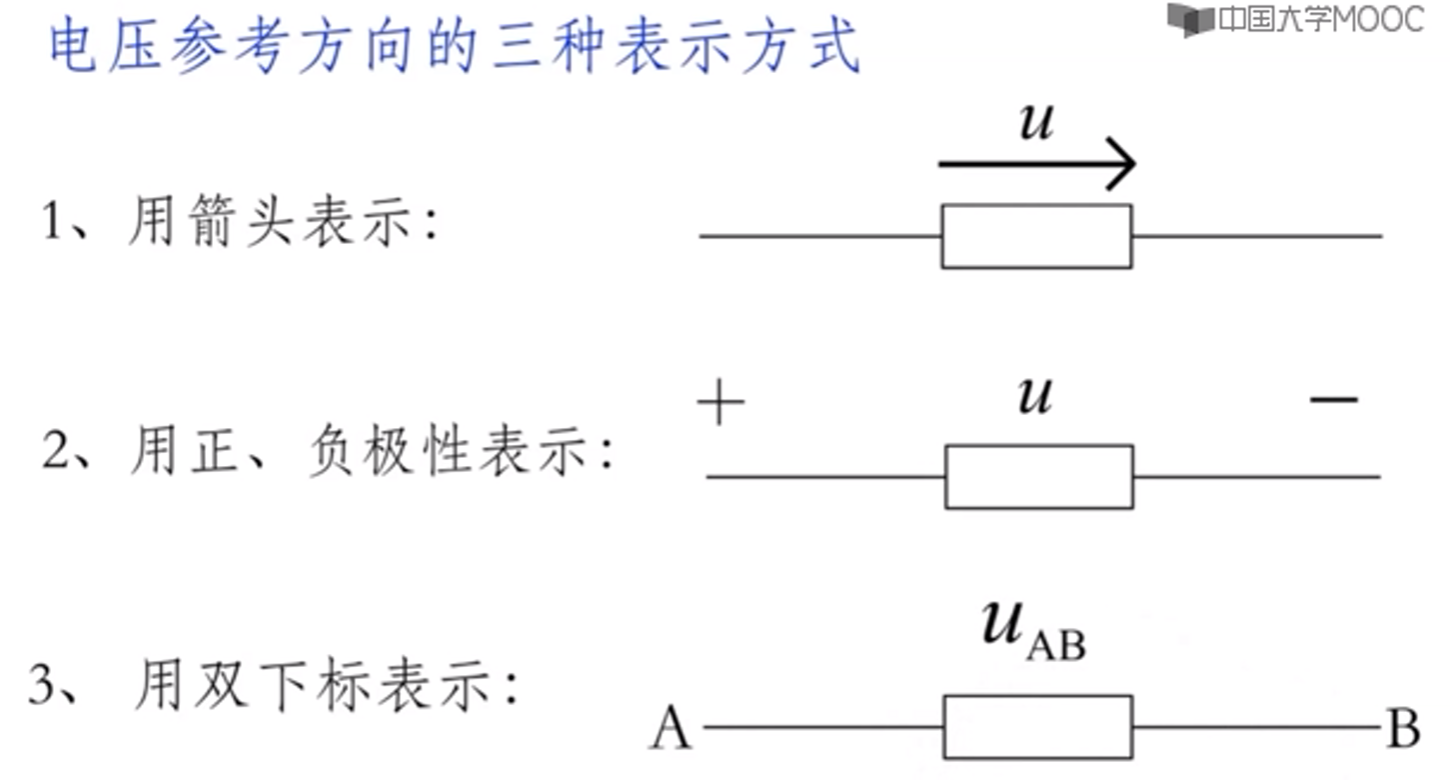 电压参考方向的三种表示方式
中国大学MOOC
u
1、用箭头表示：
+ u −
2、用正、负极性表示：
u_AB
3、 用双下标表示：
A B